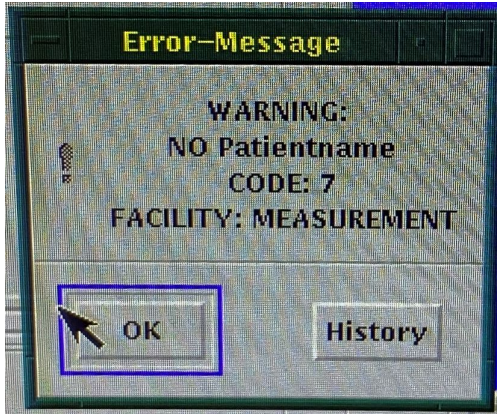 Error-Message
WARNING:
NO Patientname
CODE: 7
FACILITY: MEASUREMENT
OK
History